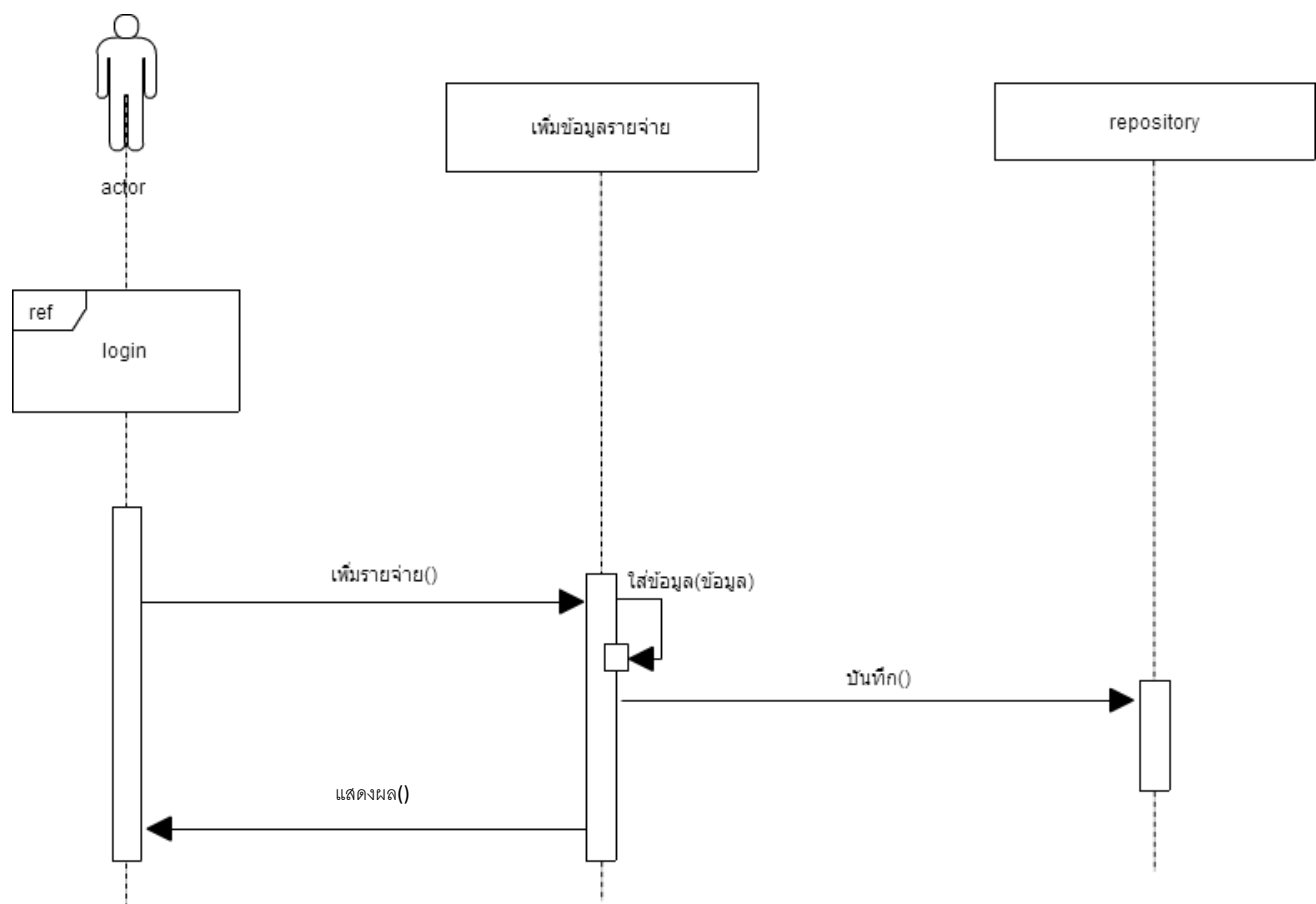 actor
เพิ่มข้อมูลรายจ่าย
repository
ref
login
เพิ่มรายจ่าย()
ใส่ข้อมูล(ข้อมูล)
บันทึก()
แสดงผล()